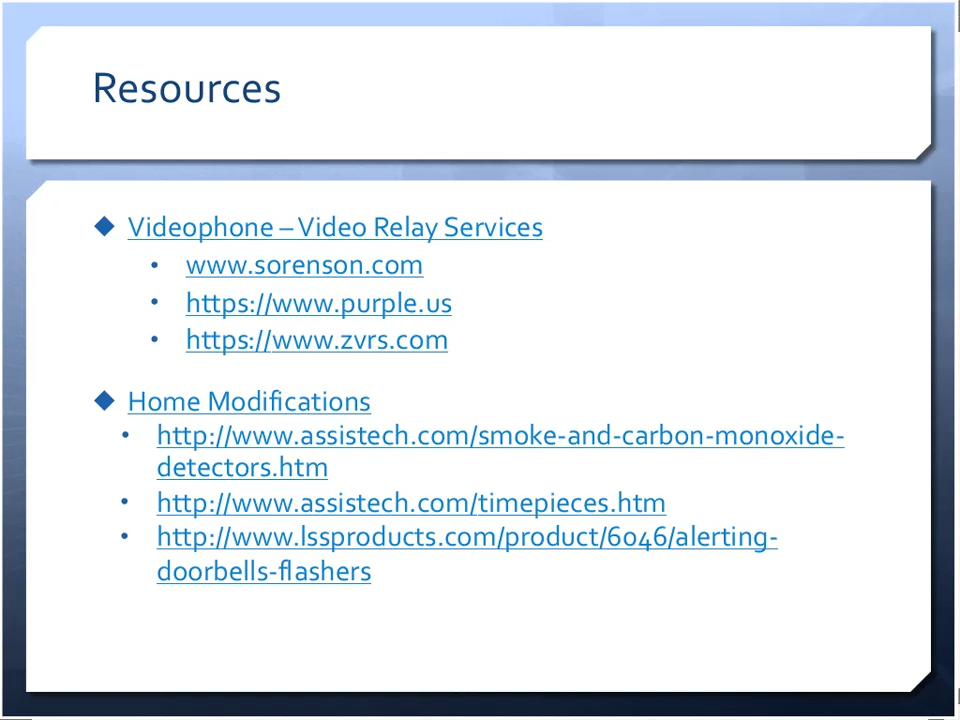 Resources
◆ Videophone – Video Relay Services
• www.sorenson.com
• https://www.purple.us
• https://www.zvrs.com
◆ Home Modifications
• http://www.assistech.com/smoke-and-carbon-monoxide-
detectors.htm
• http://www.assistech.com/timepieces.htm
• http://www.lssproducts.com/product/6046/alerting-
doorbells-flashers